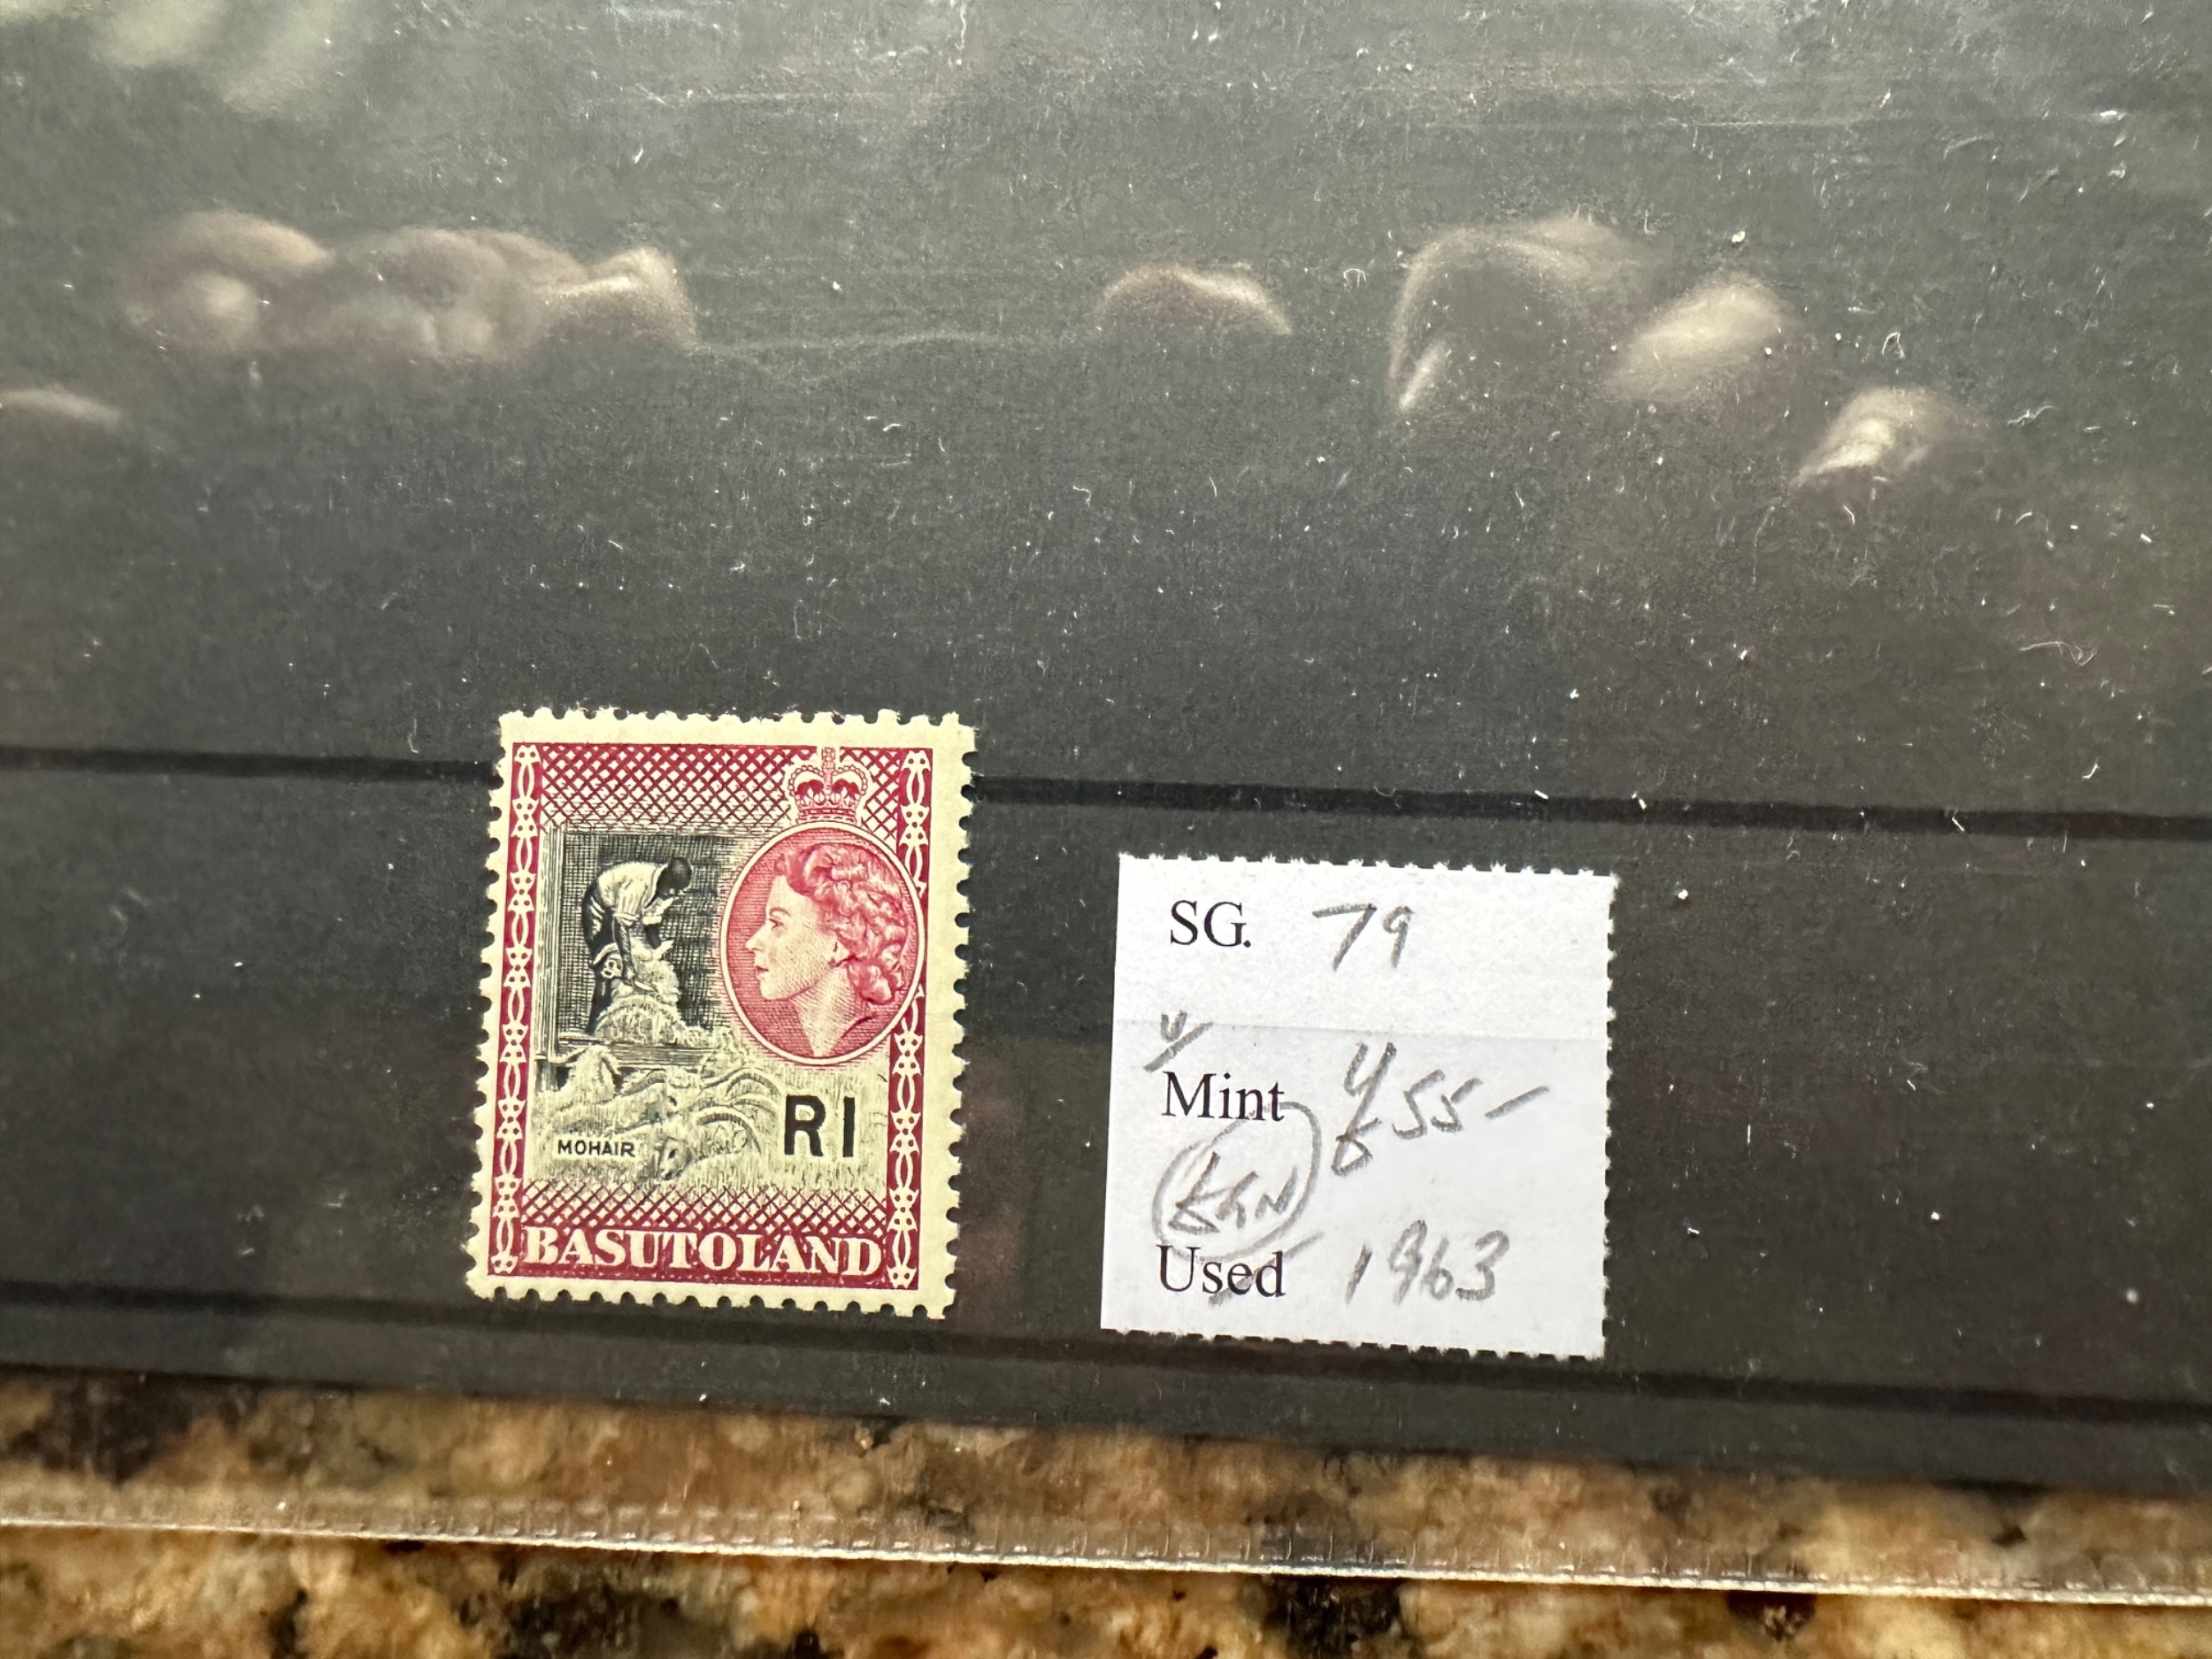 R1
MOHAIR
BASUTOLAND
SG. 79
Mint 55-
Used 1963